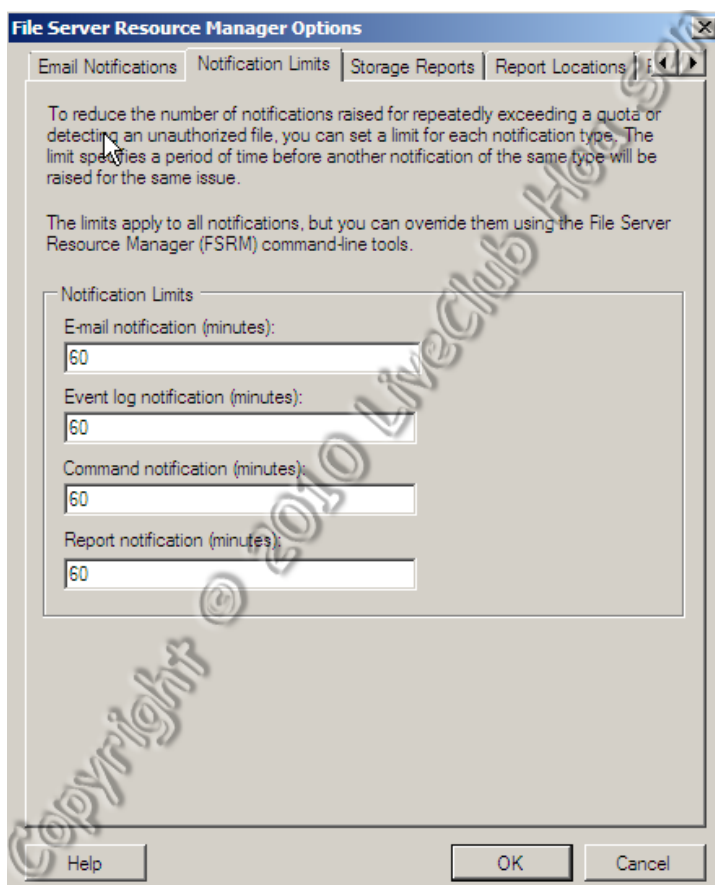 File Server Resource Manager Options
Email Notifications
Notification Limits
Storage Reports
Report Locations
To reduce the number of notifications raised for repeatedly exceeding a quota or
detecting an unauthorized file, you can set a limit for each notification type. The
limit specifies a period of time before another notification of the same type will be
raised for the same issue.
The limits apply to all notifications, but you can override them using the File Server
Resource Manager (FSRM) command-line tools.
Notification Limits
E-mail notification (minutes):
60
Event log notification (minutes):
60
Command notification (minutes):
60
Report notification (minutes):
60
Copyright © 2010 LiveClub Hoa Sen
Help
OK
Cancel